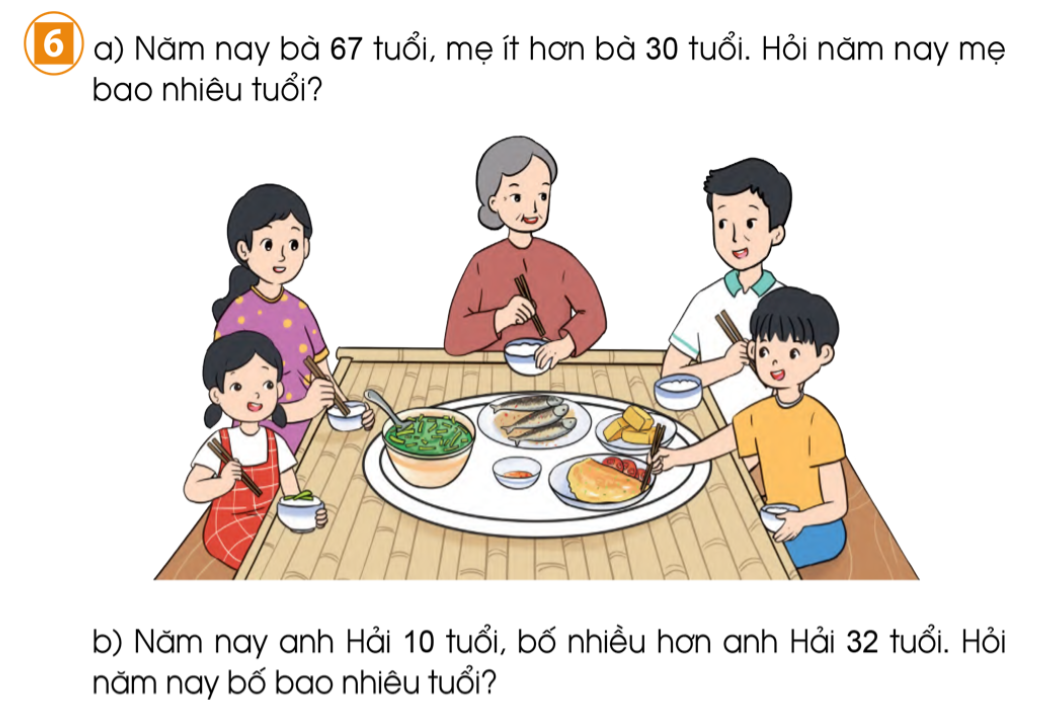 6 a) Năm nay bà 67 tuổi, mẹ ít hơn bà 30 tuổi. Hỏi năm nay mẹ
bao nhiêu tuổi?
b) Năm nay anh Hải 10 tuổi, bố nhiều hơn anh Hải 32 tuổi. Hỏi
năm nay bố bao nhiêu tuổi?